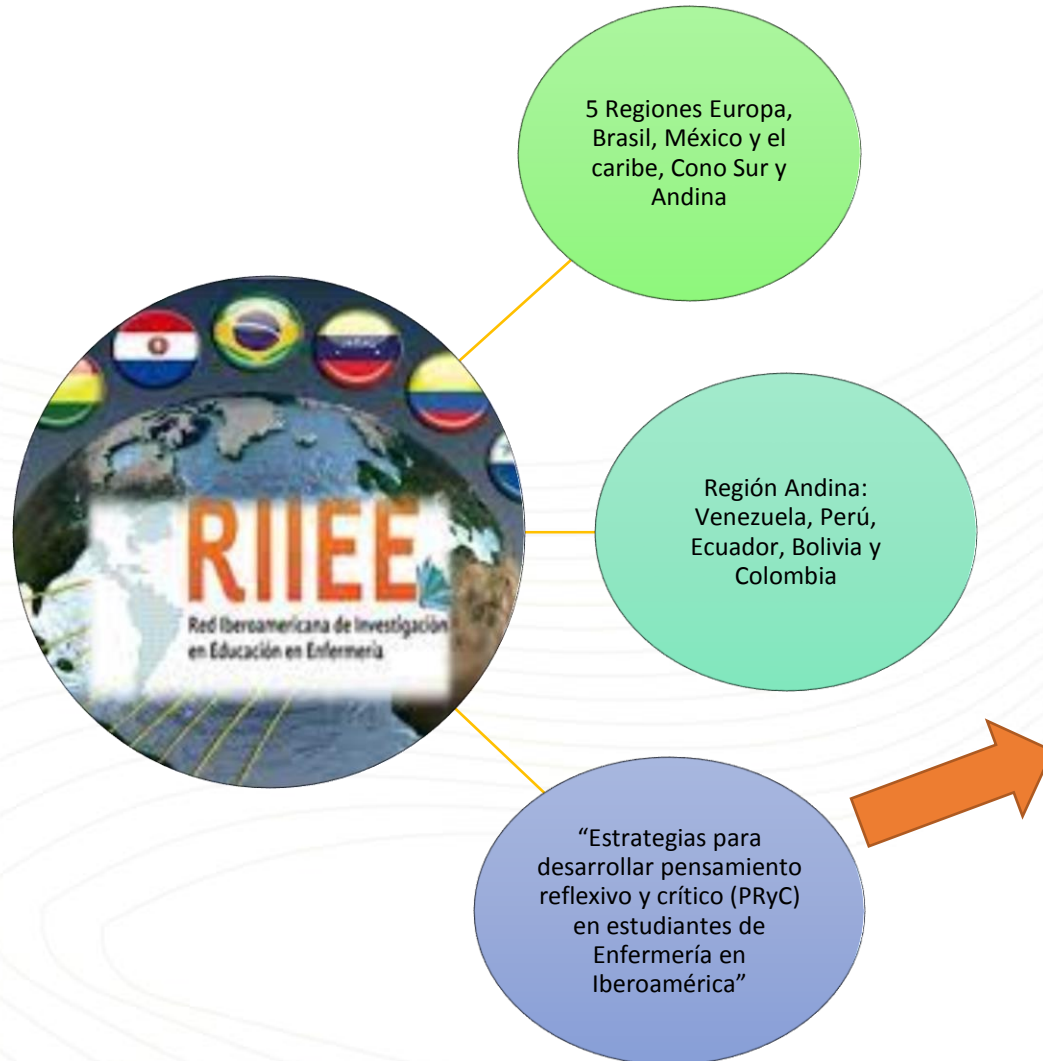 5 Regiones Europa,
Brasil, México y el
caribe, Cono Sur y
Andina
RIIEE
Red Iberoamericana de Investigación
en Educación en Enfermería
Región Andina:
Venezuela, Perú,
Ecuador, Bolivia y
Colombia
“Estrategias para
desarrollar pensamiento
reflexivo y crítico (PRyC)
en estudiantes de
Enfermería en
Iberoamérica”